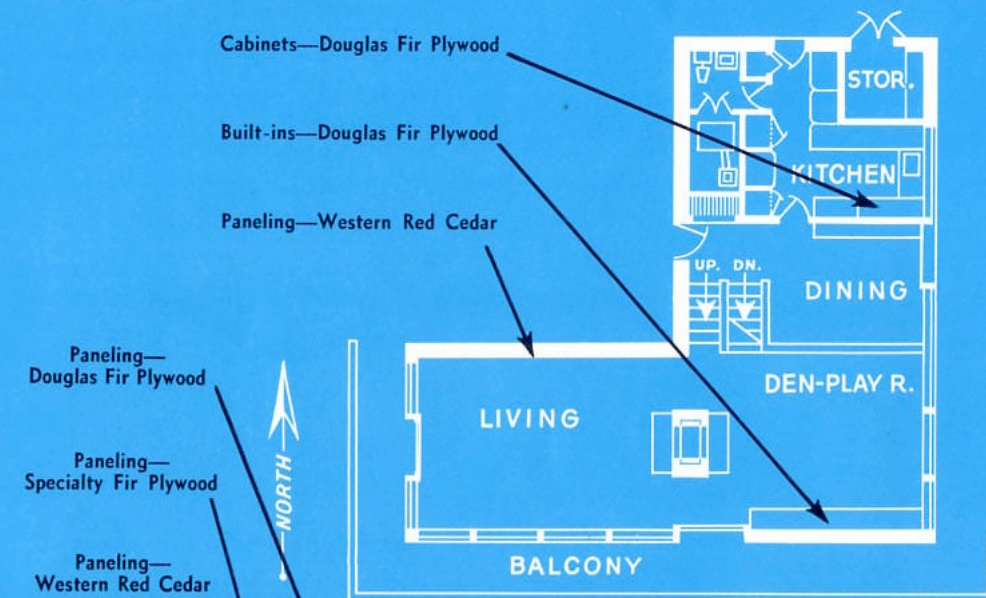 Cabinets—Douglas Fir Plywood
STOR.
Built-ins—Douglas Fir Plywood
KITCHEN
Paneling—Western Red Cedar
UP. DN.
DINING
Paneling—
Douglas Fir Plywood
DEN-PLAY R.
LIVING
Paneling—
Specialty Fir Plywood
NORTH
BALCONY
Paneling—
Western Red Cedar